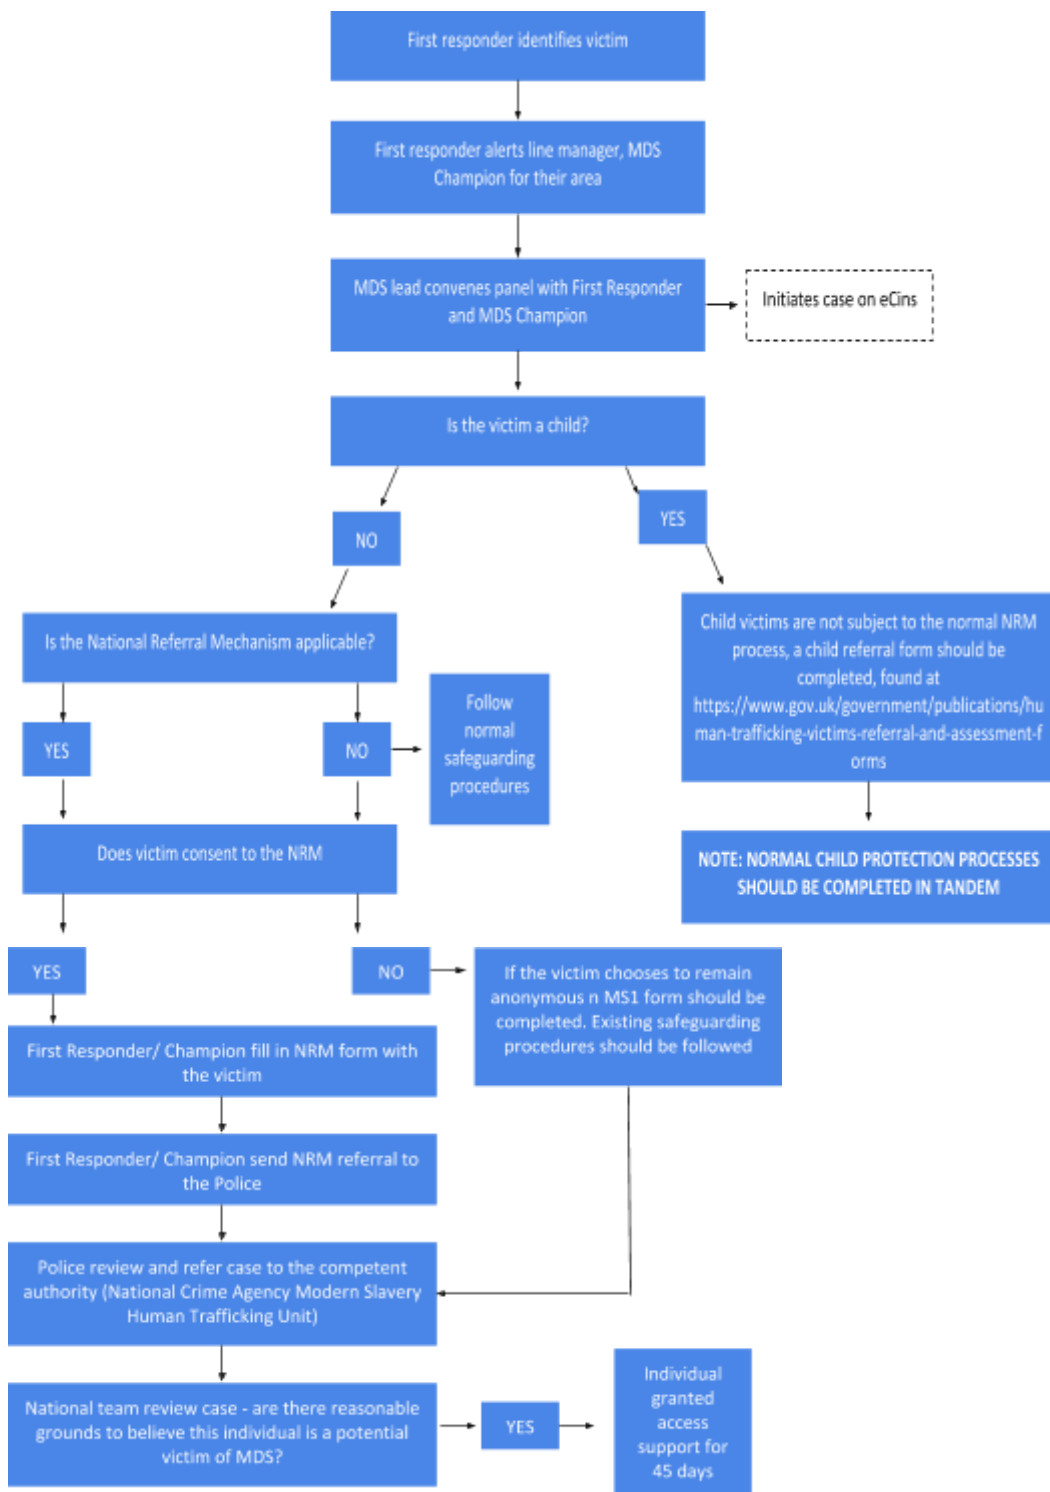 First responder identifies victim
First responder alerts line manager, MDS
Champion for their area
MDS lead convenes panel with First Responder
and MDS Champion
Initiates case on eCins
Is the victim a child?
NO
YES
Is the National Referral Mechanism applicable?
Child victims are not subject to the normal NRM
process, a child referral form should be
completed, found at
https://www.gov.uk/government/publications/hu
man-trafficking-victims-referral-and-assessment-f
orms
YES
NO
Follow
normal
safeguarding
procedures
Does victim consent to the NRM
NOTE: NORMAL CHILD PROTECTION PROCESSES
SHOULD BE COMPLETED IN TANDEM
YES
NO
If the victim chooses to remain
anonymous n MS1 form should be
completed. Existing safeguarding
procedures should be followed
First Responder/ Champion fill in NRM form with
the victim
First Responder/ Champion send NRM referral to
the Police
Police review and refer case to the competent
authority (National Crime Agency Modern Slavery
Human Trafficking Unit)
National team review case - are there reasonable
grounds to believe this individual is a potential
victim of MDS?
YES
Individual
granted
access
support for
45 days